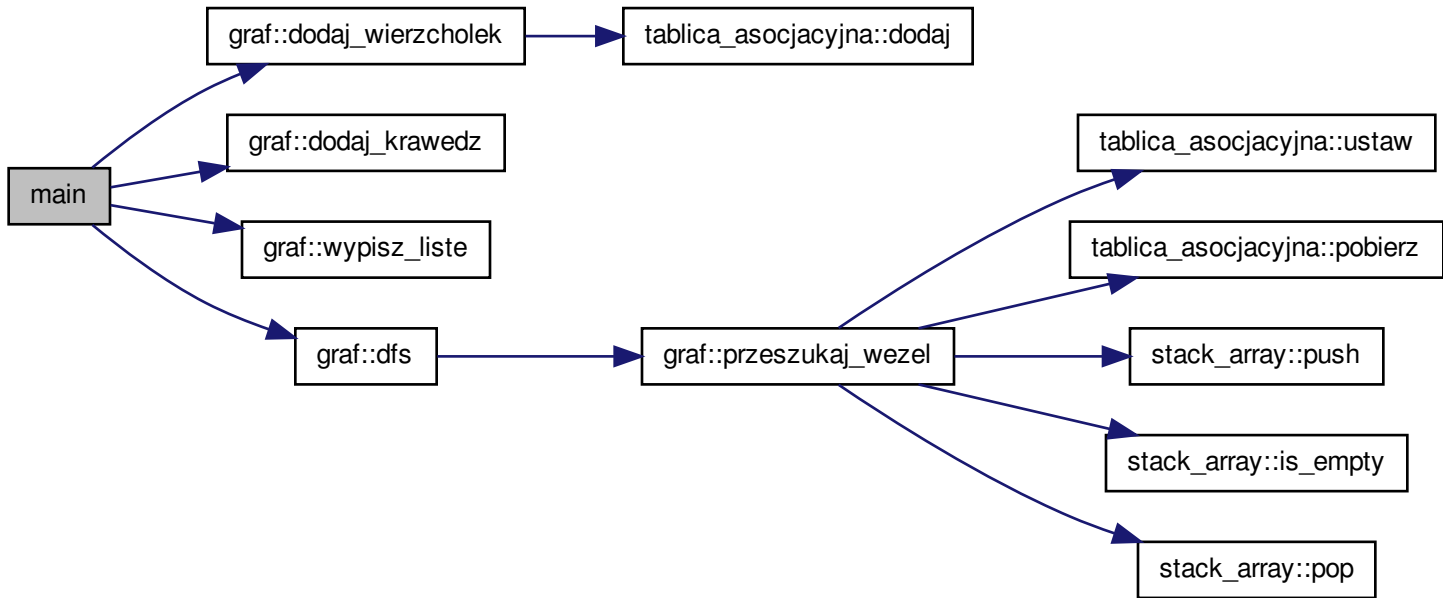 graf::dodaj_wierzcholek
tablica_asocjacyjna::dodaj
graf::dodaj_krawedz
tablica_asocjacyjna::ustaw
main
graf::wypisz_liste
tablica_asocjacyjna::pobierz
graf::dfs
graf::przeszukaj_wezel
stack_array::push
stack_array::is_empty
stack_array::pop